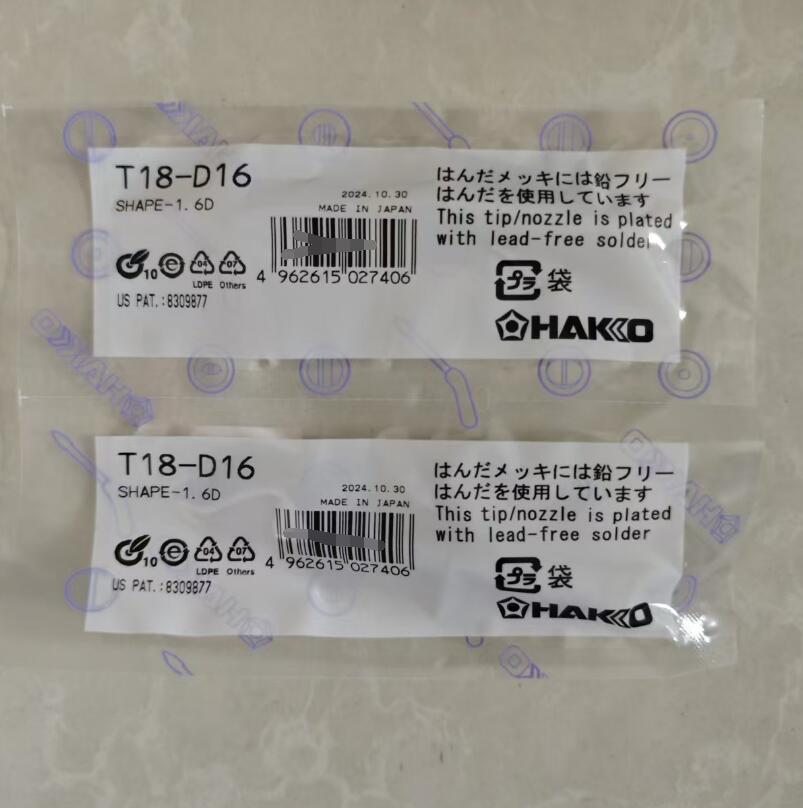 T18-D16
SHAPE-1.6D
2024.10.30
MADE IN JAPAN
10
04
07
LDPE Others
US PAT.:8309877
4 962615 027406
はんだメッキには鉛フリー
はんだを使用しています
This tip/nozzle is plated
with lead-free solder
プラ 袋
HAKKO
T18-D16
SHAPE-1.6D
2024.10.30
MADE IN JAPAN
10
04
07
LDPE Others
US PAT.:8309877
4 962615 027406
はんだメッキには鉛フリー
はんだを使用しています
This tip/nozzle is plated
with lead-free solder
プラ 袋
HAKKO
HAKKO
HAKKO
HAKKO
HAKKO